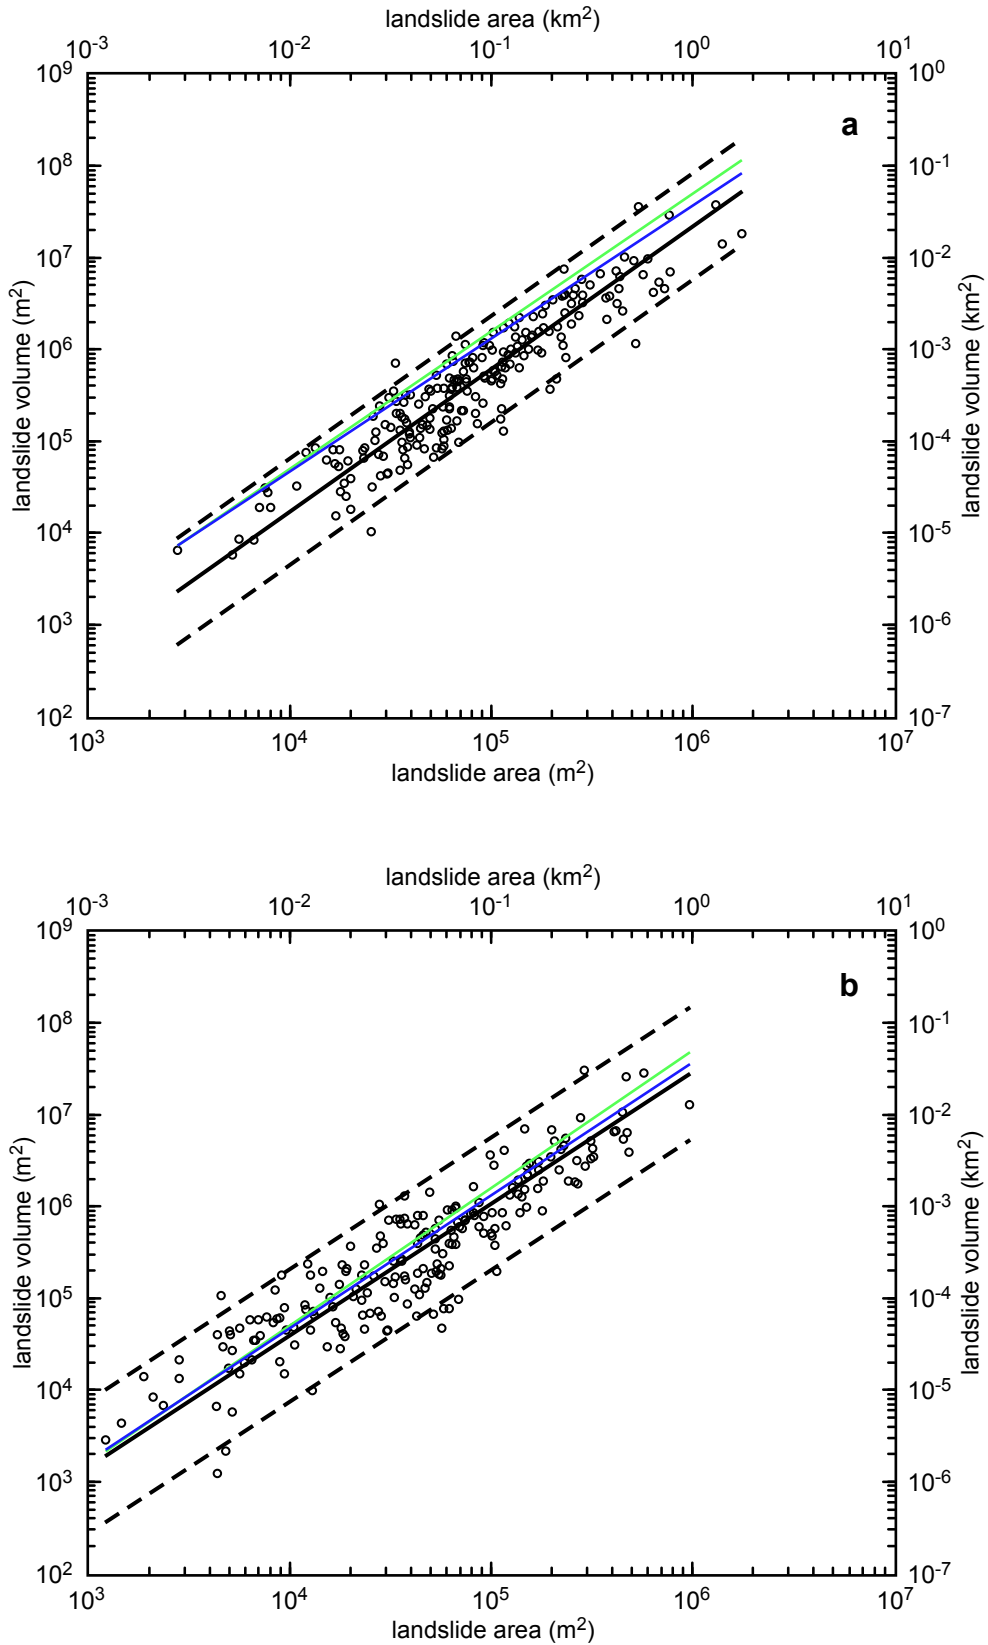 landslide area (km²)
10⁻³ 10⁻² 10⁻¹ 10⁰ 10¹
a
10⁹ 10⁰
10⁸ 10⁻¹
10⁷ 10⁻²
10⁶ 10⁻³
10⁵ 10⁻⁴
10⁴ 10⁻⁵
10³ 10⁻⁶
10² 10⁻⁷
landslide volume (m²)
landslide volume (km²)
10³ 10⁴ 10⁵ 10⁶ 10⁷
landslide area (m²)
landslide area (km²)
10⁻³ 10⁻² 10⁻¹ 10⁰ 10¹
b
10⁹ 10⁰
10⁸ 10⁻¹
10⁷ 10⁻²
10⁶ 10⁻³
10⁵ 10⁻⁴
10⁴ 10⁻⁵
10³ 10⁻⁶
10² 10⁻⁷
landslide volume (m²)
landslide volume (km²)
10³ 10⁴ 10⁵ 10⁶ 10⁷
landslide area (m²)